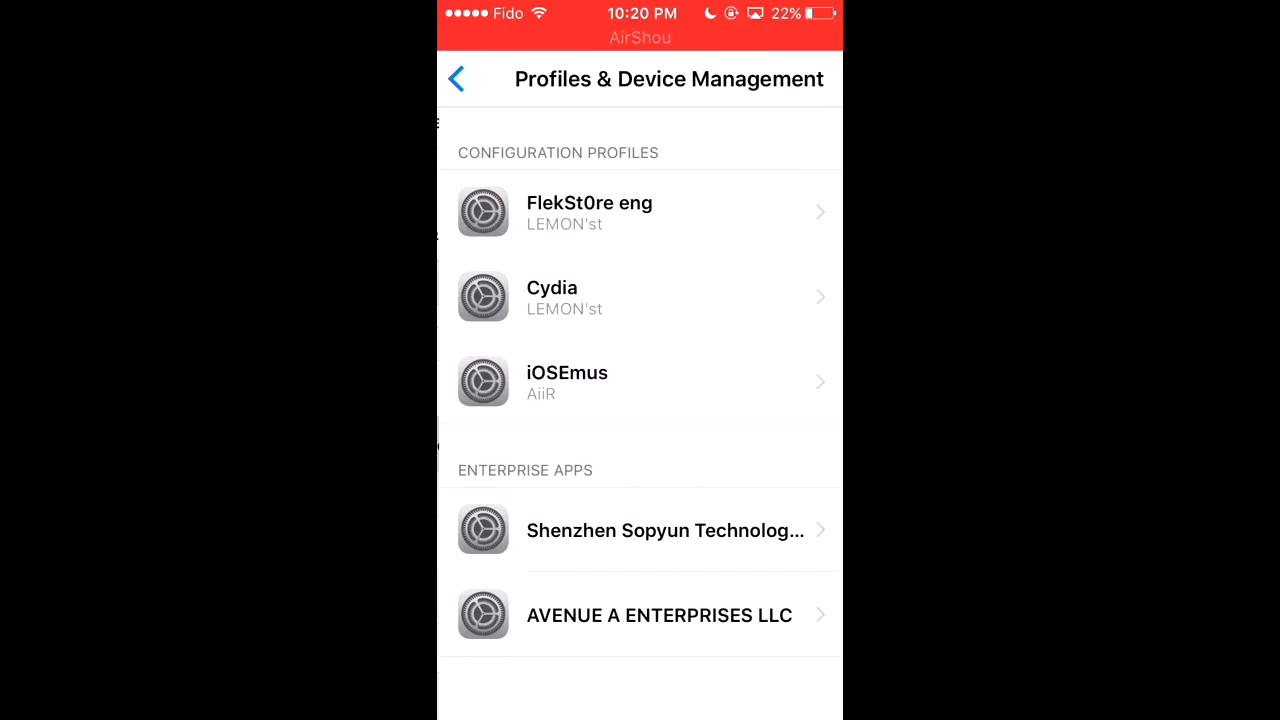 Fido 10:20 PM 22%
AirShou
Profiles & Device Management
CONFIGURATION PROFILES
FlekSt0re eng
LEMON'st
Cydia
LEMON'st
iOSEmus
AiiR
ENTERPRISE APPS
Shenzhen Sopyun Technolog...
AVENUE A ENTERPRISES LLC